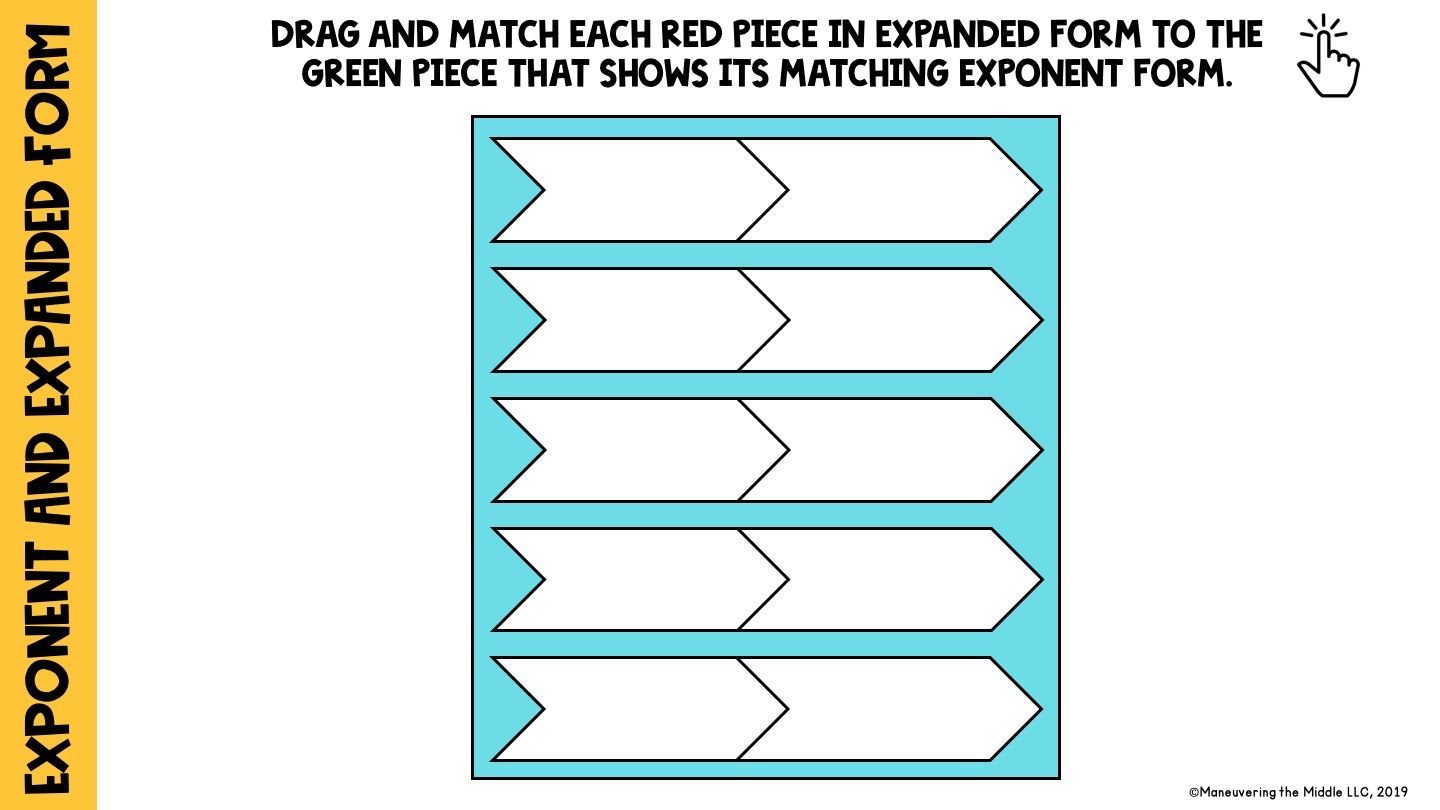 EXPONENT AND EXPANDED FORM
DRAG AND MATCH EACH RED PIECE IN EXPANDED FORM TO THE
GREEN PIECE THAT SHOWS ITS MATCHING EXPONENT FORM.
©Maneuvering the Middle LLC, 2019